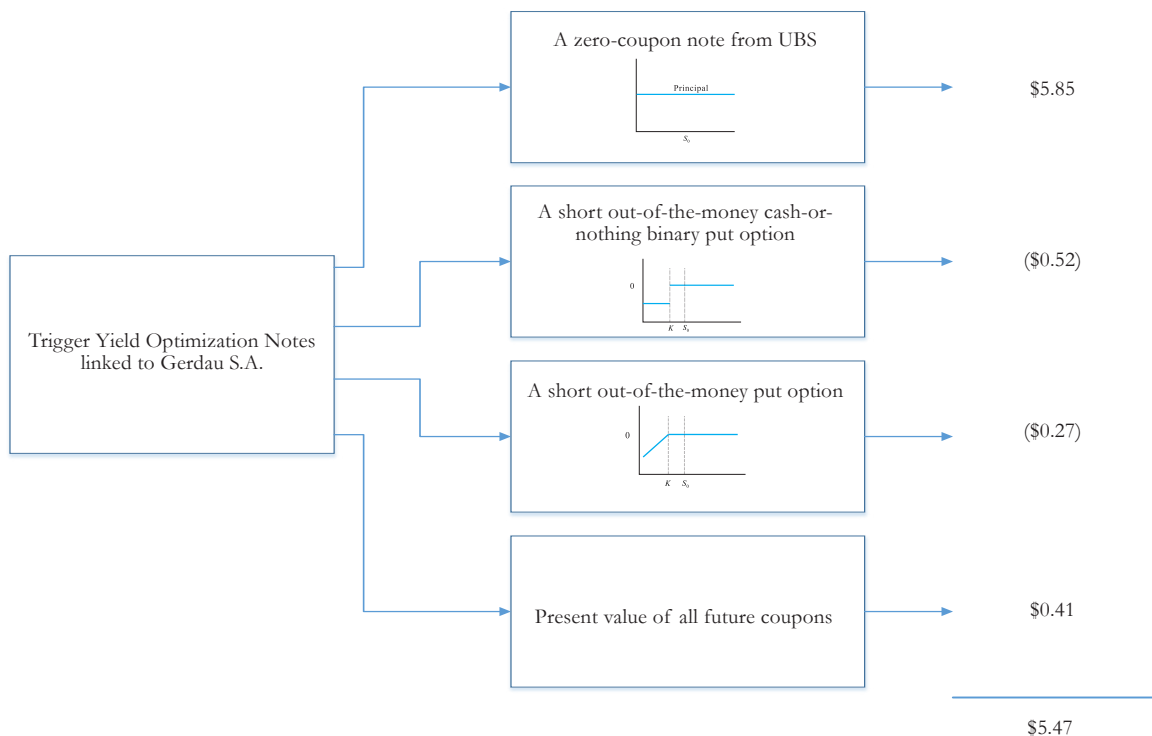 A zero-coupon note from UBS
Principal
S₀
$5.85
A short out-of-the-money cash-or-
nothing binary put option
0
K
S₀
($0.52)
Trigger Yield Optimization Notes
linked to Gerdau S.A.
A short out-of-the-money put option
0
K
S₀
($0.27)
Present value of all future coupons
$0.41
$5.47